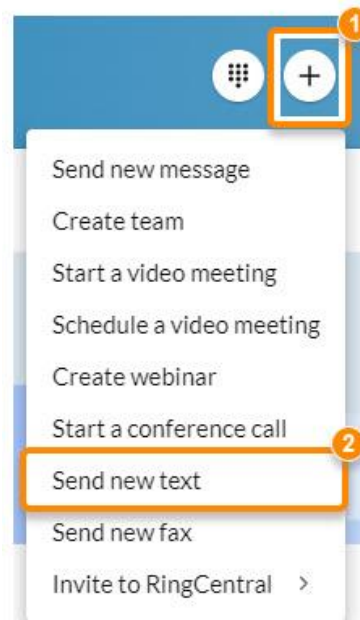 1
+
Send new message
Create team
Start a video meeting
Schedule a video meeting
Create webinar
Start a conference call
2
Send new text
Send new fax
Invite to RingCentral >